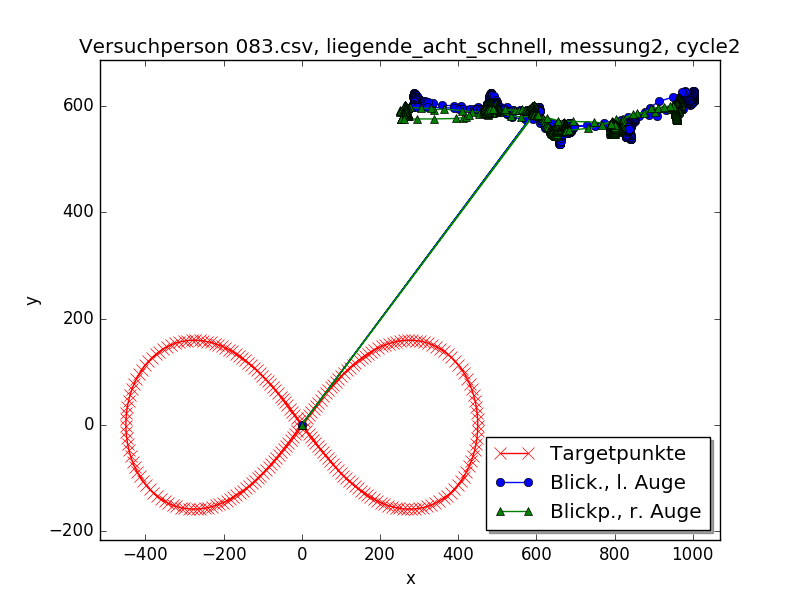 Versuchperson 083.csv, liegende_acht_schnell, messung2, cycle2
y
600
400
200
0
−200
−400
−200
0
200
400
600
800
1000
x
Targetpunkte
Blick., l. Auge
Blickp., r. Auge